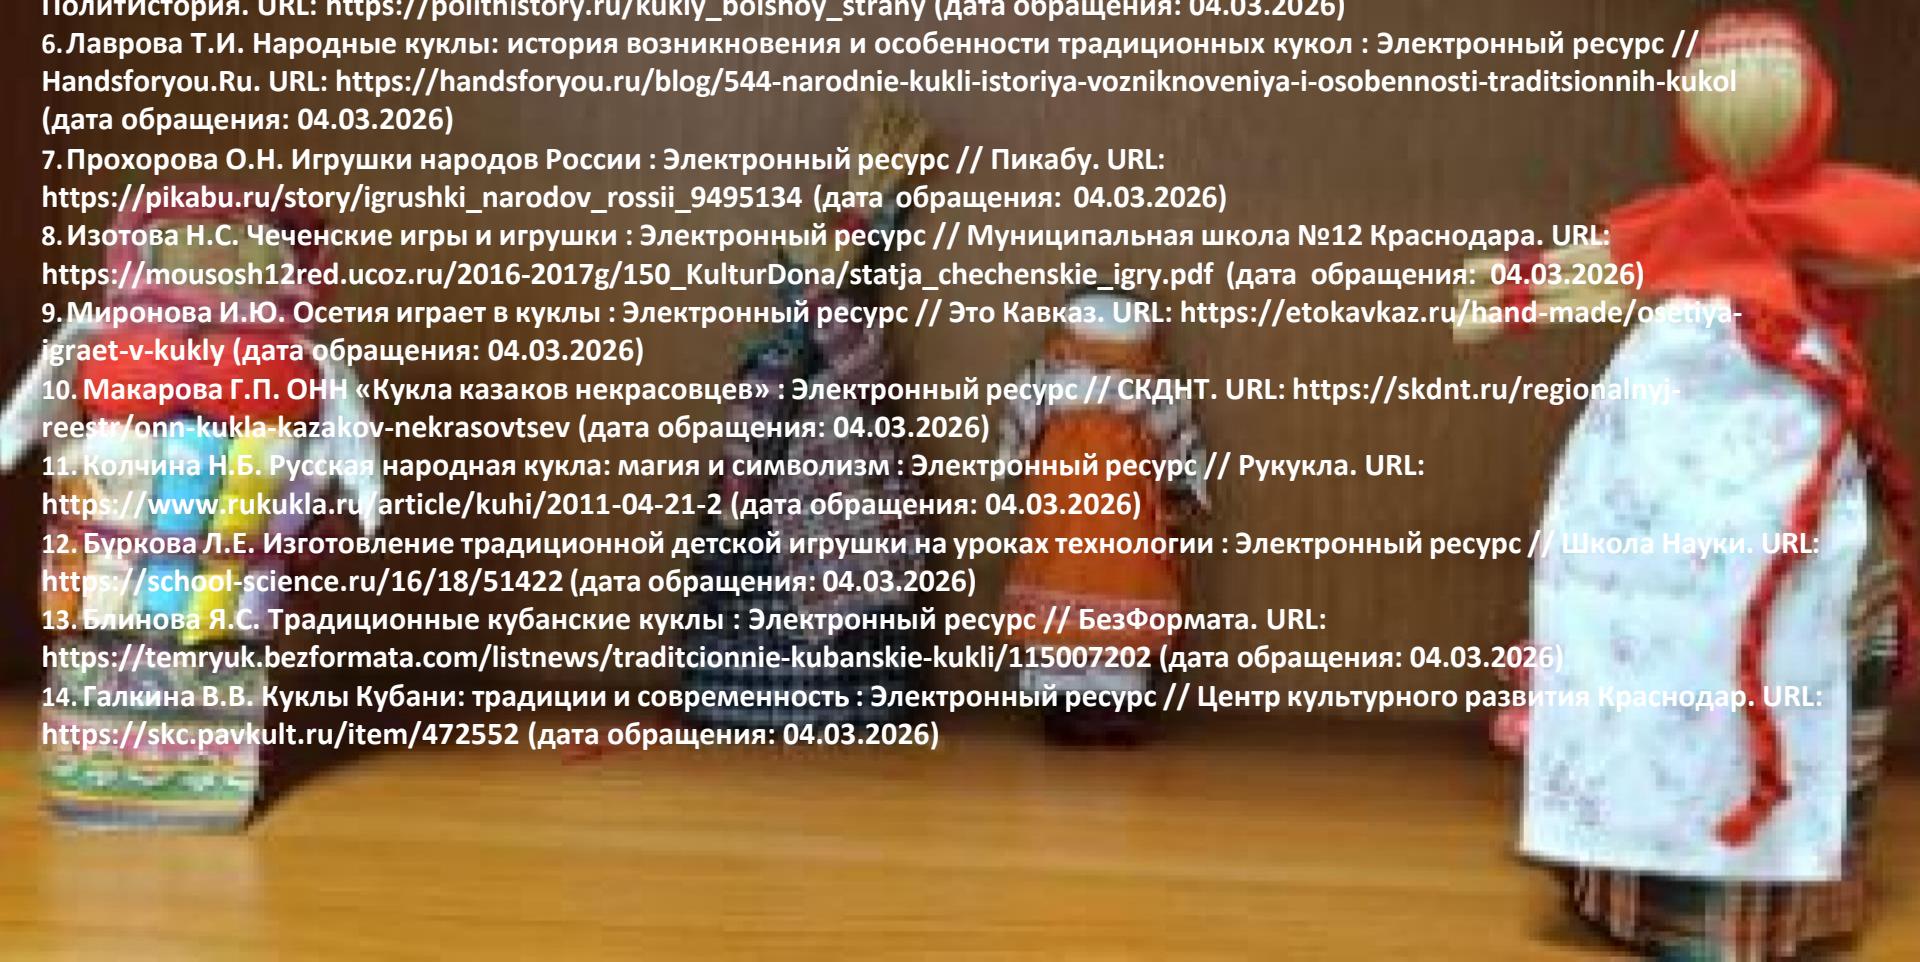 ПолитИстория. URL: https://polithistory.ru/kukly_bolshoy_strany (дата обращения: 04.03.2026)
6. Лаврова Т.И. Народные куклы: история возникновения и особенности традиционных кукол : Электронный ресурс //
Handsforyou.Ru. URL: https://handsforyou.ru/blog/544-narodnie-kukli-istoriya-vozniknoveniya-i-osobennosti-traditsionnih-kukol
(дата обращения: 04.03.2026)
7. Прохорова О.Н. Игрушки народов России : Электронный ресурс // Пикабу. URL:
https://pikabu.ru/story/igrushki_narodov_rossii_9495134 (дата обращения: 04.03.2026)
8. Изотова Н.С. Чеченские игры и игрушки : Электронный ресурс // Муниципальная школа №12 Краснодара. URL:
https://mousosh12red.ucoz.ru/2016-2017g/150_KulturDona/statja_chechenskie_igry.pdf (дата обращения: 04.03.2026)
9. Миронова И.Ю. Осетия играет в куклы : Электронный ресурс // Это Кавказ. URL: https://etokavkaz.ru/hand-made/osetiya-
igraet-v-kukly (дата обращения: 04.03.2026)
10. Макарова Г.П. ОНН «Кукла казаков некрасовцев» : Электронный ресурс // СКДНТ. URL: https://skdnt.ru/regionalnyj-
reestr/onn-kukla-kazakov-nekrasovtsev (дата обращения: 04.03.2026)
11. Колчина Н.Б. Русская народная кукла: магия и символизм : Электронный ресурс // Рукукла. URL:
https://www.rukukla.ru/article/kuhi/2011-04-21-2 (дата обращения: 04.03.2026)
12. Буркова Л.Е. Изготовление традиционной детской игрушки на уроках технологии : Электронный ресурс // Школа Науки. URL:
https://school-science.ru/16/18/51422 (дата обращения: 04.03.2026)
13. Блинова Я.С. Традиционные кубанские куклы : Электронный ресурс // БезФормата. URL:
https://temryuk.bezformata.com/listnews/traditcionnie-kubanskie-kukli/115007202 (дата обращения: 04.03.2026)
14. Галкина В.В. Куклы Кубани: традиции и современность : Электронный ресурс // Центр культурного развития Краснодар. URL:
https://skc.pavkult.ru/item/472552 (дата обращения: 04.03.2026)